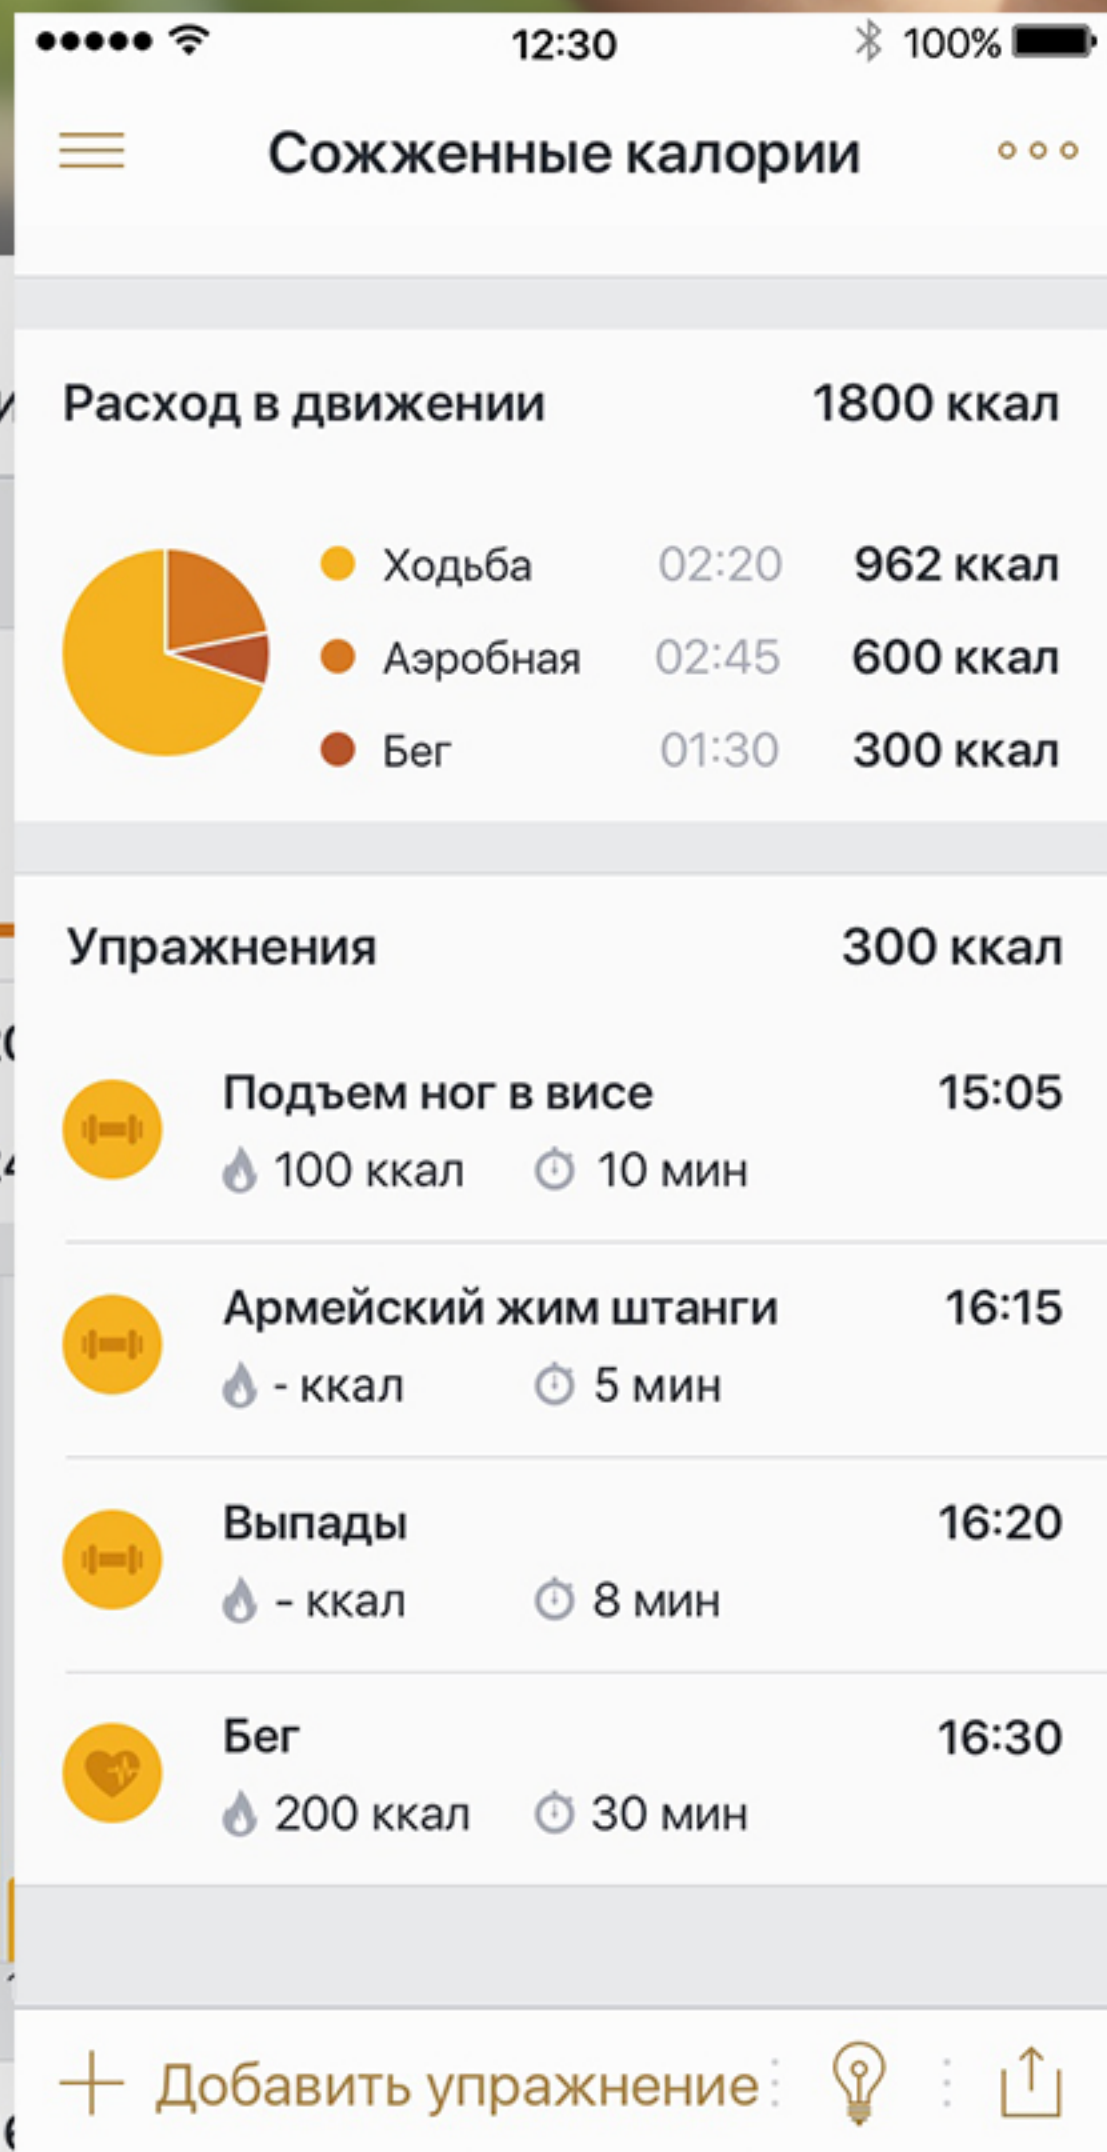 12:30 100%
Сожженные калории
Расход в движении 1800 ккал
Ходьба 02:20 962 ккал
Аэробная 02:45 600 ккал
Бег 01:30 300 ккал
Упражнения 300 ккал
Подъем ног в висе 15:05
100 ккал 10 мин
Армейский жим штанги 16:15
- ккал 5 мин
Выпады 16:20
- ккал 8 мин
Бег 16:30
200 ккал 30 мин
Добавить упражнение